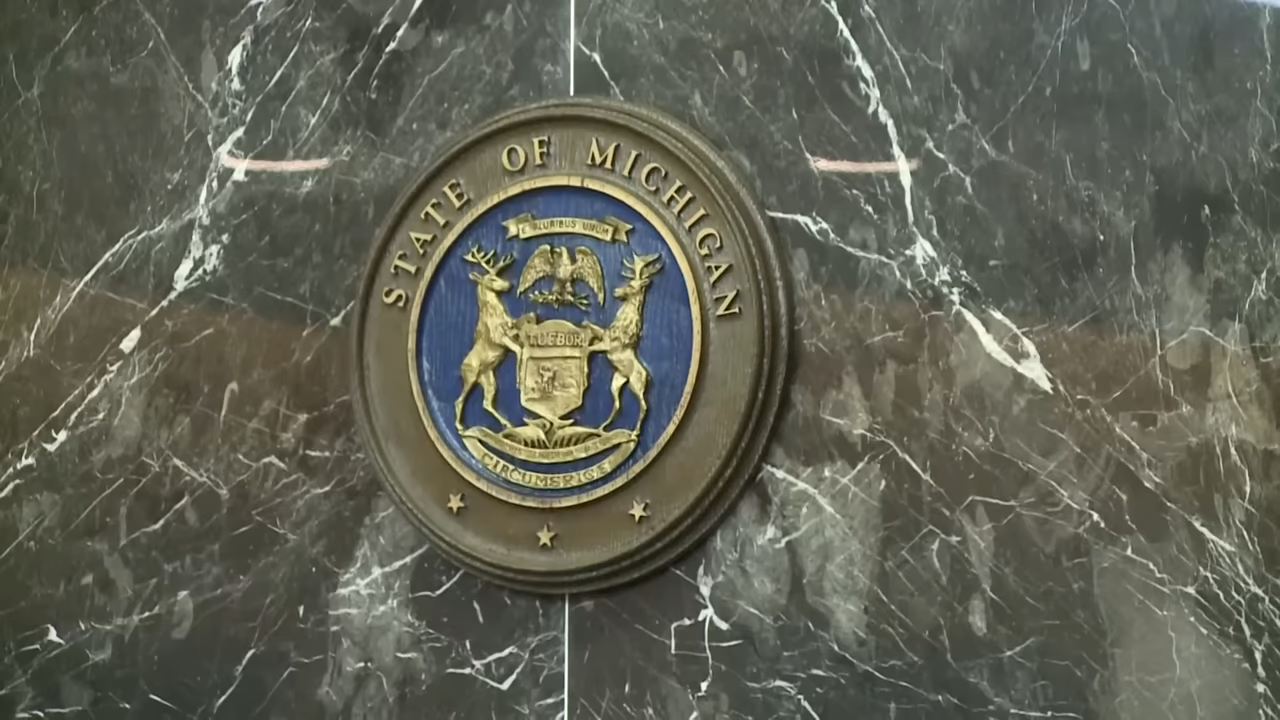 STATE OF MICHIGAN
E PLURIBUS UNUM
TUEBOR
CIRCUMSPICE